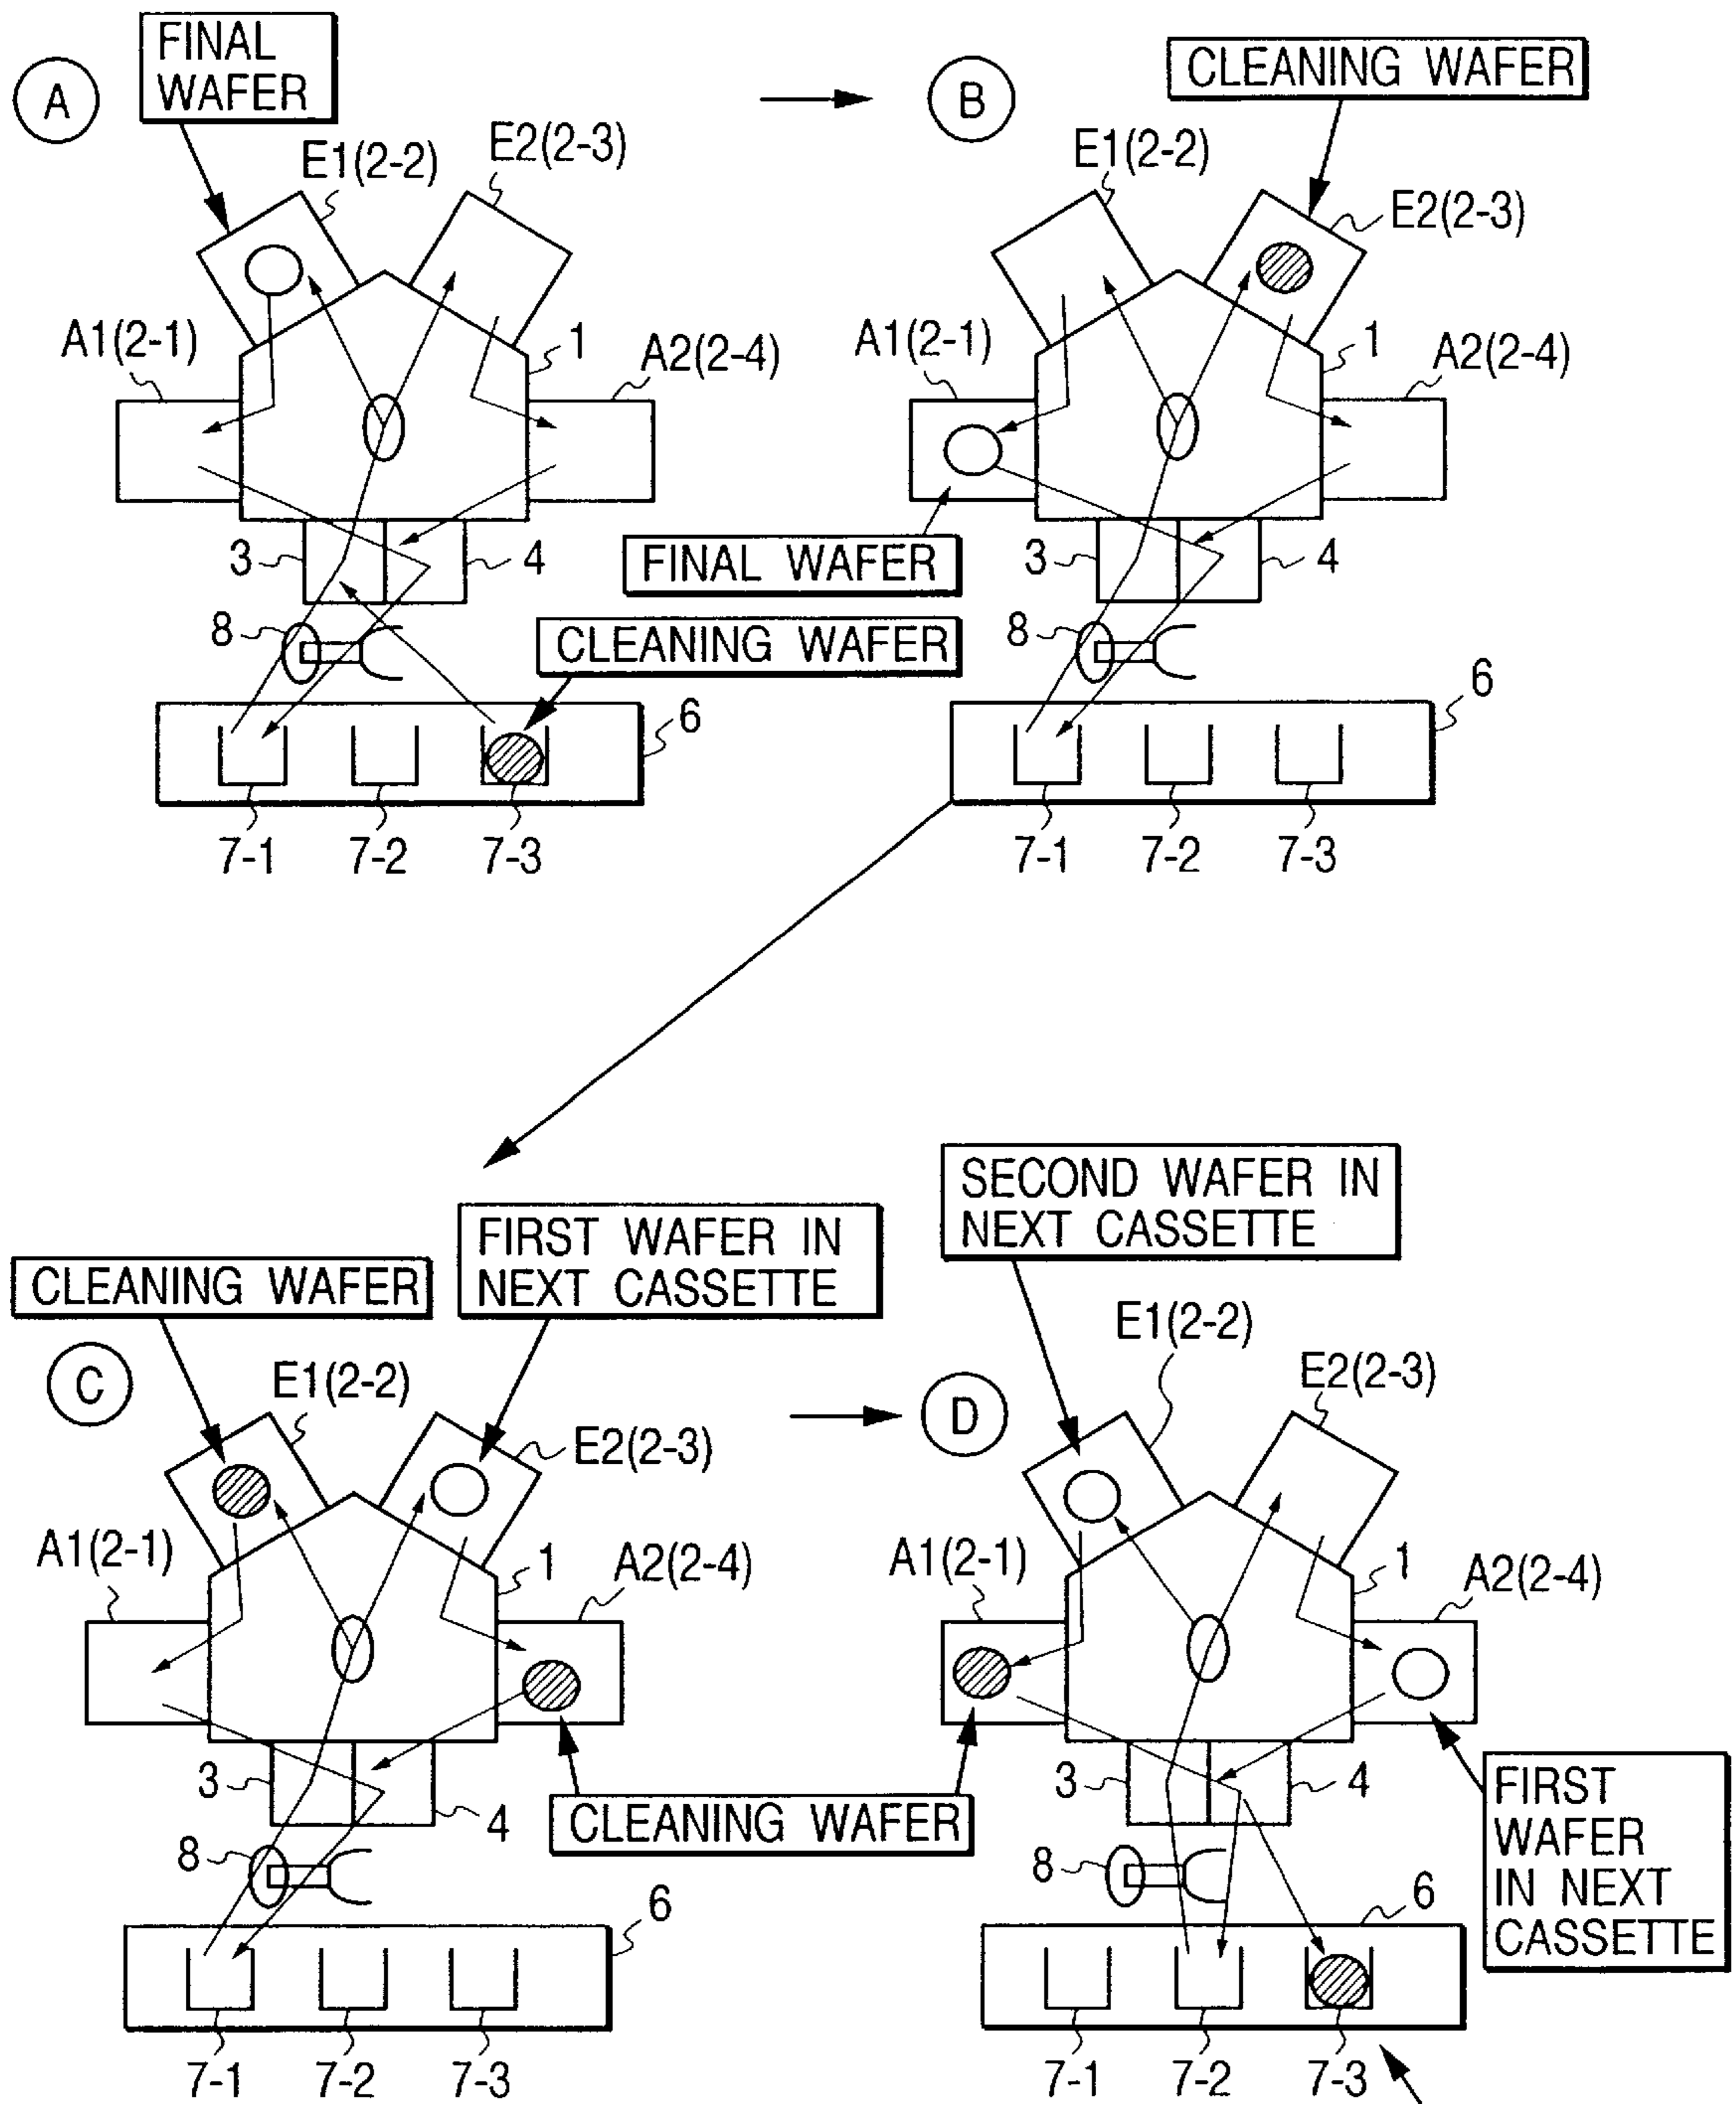 A
FINAL
WAFER
E1(2-2)
E2(2-3)
A1(2-1)
1
A2(2-4)
3
4
8
CLEANING WAFER
6
7-1
7-2
7-3
B
CLEANING WAFER
E1(2-2)
E2(2-3)
A1(2-1)
1
A2(2-4)
FINAL WAFER
3
4
8
6
7-1
7-2
7-3
C
CLEANING WAFER
FIRST WAFER IN
NEXT CASSETTE
E1(2-2)
E2(2-3)
A1(2-1)
1
A2(2-4)
3
4
CLEANING WAFER
8
6
7-1
7-2
7-3
D
SECOND WAFER IN
NEXT CASSETTE
E1(2-2)
E2(2-3)
A1(2-1)
1
A2(2-4)
3
4
FIRST
WAFER
IN NEXT
CASSETTE
8
6
7-1
7-2
7-3